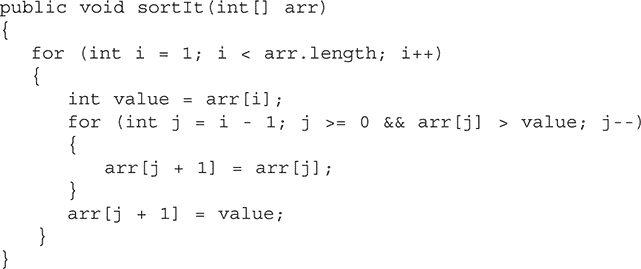 public void sortIt(int[] arr)
{
for (int i = 1; i < arr.length; i++)
{
int value = arr[i];
for (int j = i - 1; j >= 0 && arr[j] > value; j--)
{
arr[j + 1] = arr[j];
}
arr[j + 1] = value;
}
}